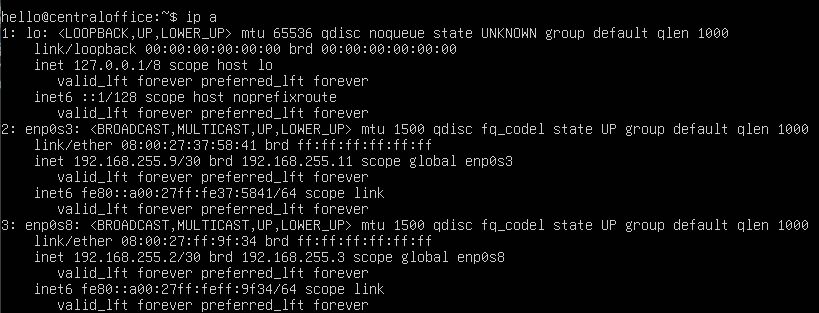 hello@centraloffice:~$ ip a
1: lo: <LOOPBACK,UP,LOWER_UP> mtu 65536 qdisc noqueue state UNKNOWN group default qlen 1000
    link/loopback 00:00:00:00:00:00 brd 00:00:00:00:00:00
    inet 127.0.0.1/8 scope host lo
       valid_lft forever preferred_lft forever
    inet6 ::1/128 scope host noprefixroute
       valid_lft forever preferred_lft forever
2: enp0s3: <BROADCAST,MULTICAST,UP,LOWER_UP> mtu 1500 qdisc fq_codel state UP group default qlen 1000
    link/ether 08:00:27:37:58:41 brd ff:ff:ff:ff:ff:ff
    inet 192.168.255.9/30 brd 192.168.255.11 scope global enp0s3
       valid_lft forever preferred_lft forever
    inet6 fe80::a00:27ff:fe37:5841/64 scope link
       valid_lft forever preferred_lft forever
3: enp0s8: <BROADCAST,MULTICAST,UP,LOWER_UP> mtu 1500 qdisc fq_codel state UP group default qlen 1000
    link/ether 08:00:27:ff:9f:34 brd ff:ff:ff:ff:ff:ff
    inet 192.168.255.2/30 brd 192.168.255.3 scope global enp0s8
       valid_lft forever preferred_lft forever
    inet6 fe80::a00:27ff:feff:9f34/64 scope link
       valid_lft forever preferred_lft forever